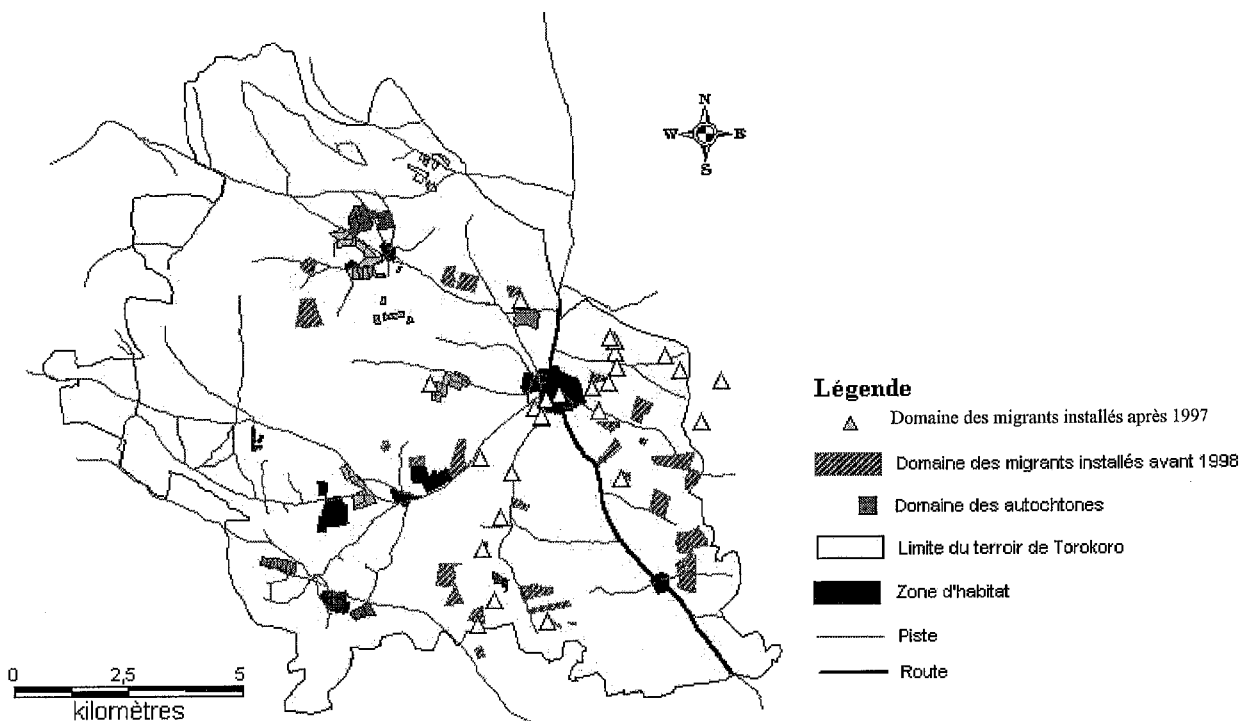 N
W E
S
Légende
Domaine des migrants installés après 1997
Domaine des migrants installés avant 1998
Domaine des autochtones
Limite du terroir de Torokoro
Zone d'habitat
Piste
Route
0 2,5 5
kilomètres